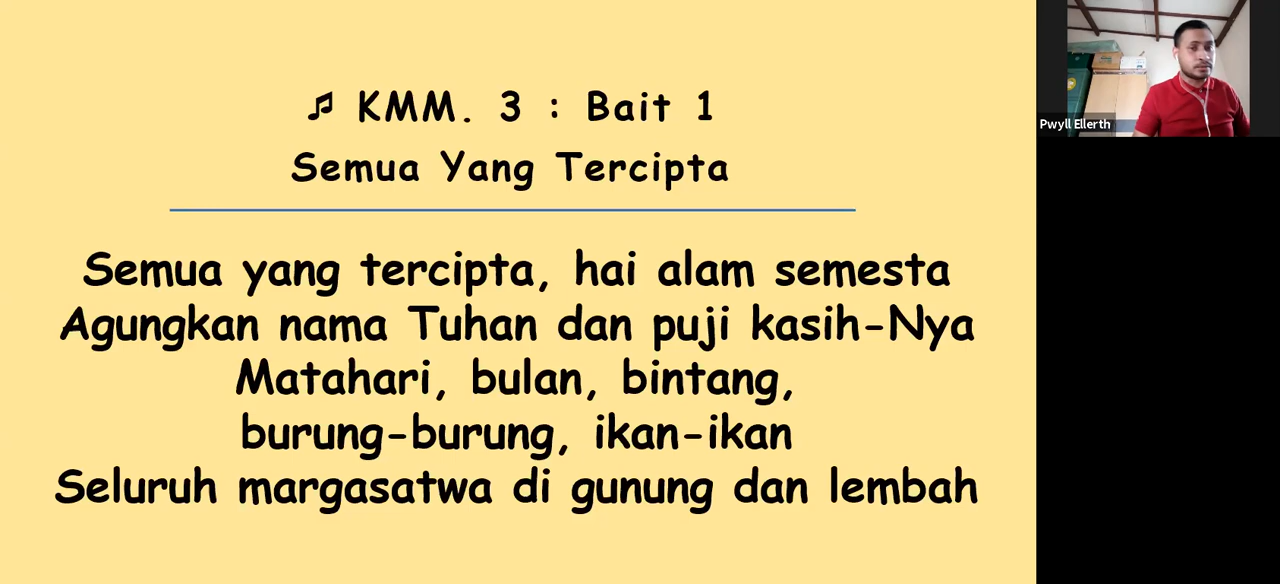 ♫ KMM. 3 : Bait 1
Semua Yang Tercipta
Semua yang tercipta, hai alam semesta
Agungkan nama Tuhan dan puji kasih-Nya
Matahari, bulan, bintang,
burung-burung, ikan-ikan
Seluruh margasatwa di gunung dan lembah
Pwyll Ellerth